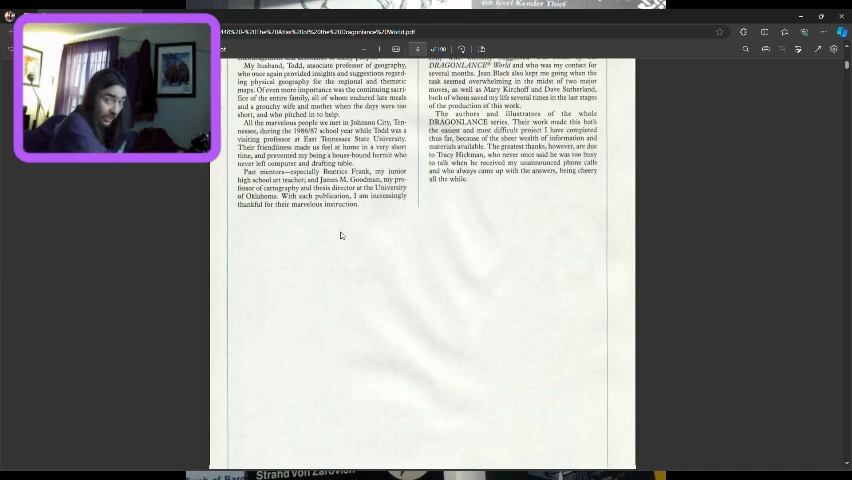 4th level Kender Thief
448 - The Atlas of the Dragonlance World.pdf
6 of 190
My husband, Todd, associate professor of geography,
who once again provided insights and suggestions regard-
ing physical geography for the regional and thematic
maps. Of even more importance was the continuing sacri-
fice of the entire family, all of whom endured late meals
and a grouchy wife and mother when the days were too
short, and who pitched in to help.
All the marvelous people we met in Johnson City, Ten-
nessee, during the 1986/87 school year while Todd was a
visiting professor at East Tennessee State University.
Their friendliness made us feel at home in a very short
time, and prevented my being a house-bound hermit who
never left computer and drafting table.
Past mentors—especially Beatrice Frank, my junior
high school art teacher; and James M. Goodman, my pro-
fessor of cartography and thesis director at the University
of Oklahoma. With each publication, I am increasingly
thankful for their marvelous instruction.
DRAGONLANCE® World and who was my contact for
several months. Jean Black also kept me going when the
task seemed overwhelming in the midst of two major
moves, as well as Mary Kirchoff and Dave Sutherland,
both of whom saved my life several times in the last stages
of the production of this work.
The authors and illustrators of the whole
DRAGONLANCE series. Their work made this both
the easiest and most difficult project I have completed
thus far, because of the sheer wealth of information and
materials available. The greatest thanks, however, are due
to Tracy Hickman, who never once said he was too busy
to talk when he received my unannounced phone calls
and who always came up with the answers, being cheery
all the while.
Strahd von Zarovich